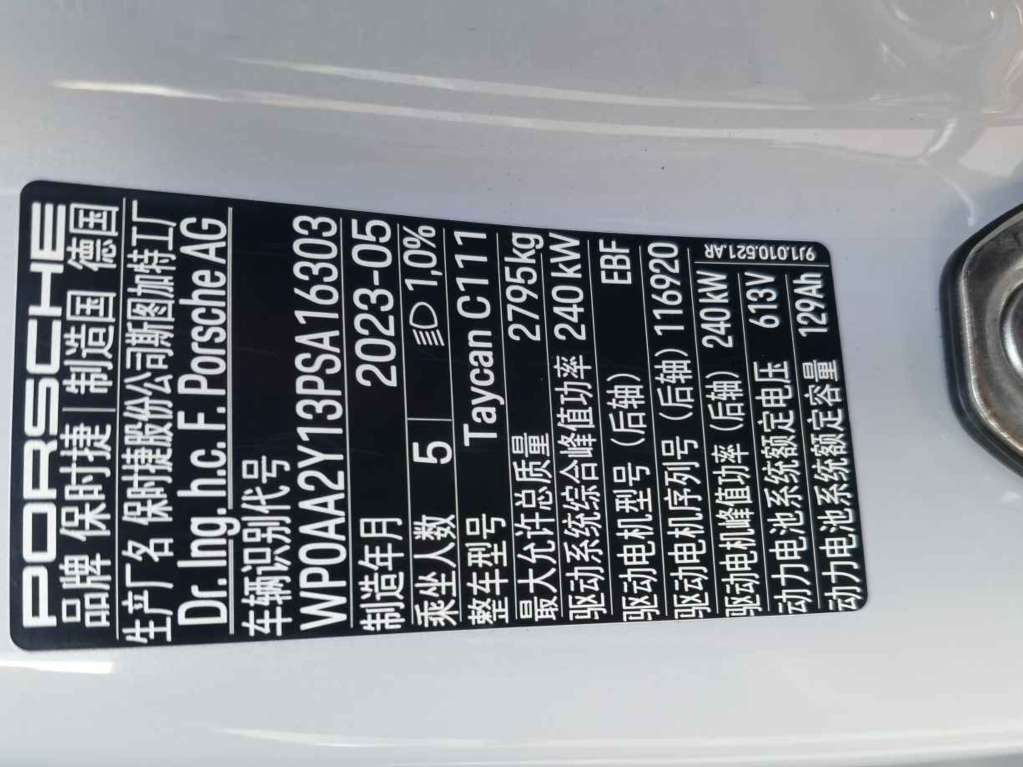 PORSCHE
品牌 保时捷 制造国 德国
生产厂名 保时捷股份公司斯图加特工厂
Dr. Ing. h.c. F. Porsche AG
车辆识别代号
WP0AA2Y13PSA16303
制造年月 2023-05
乘坐人数 5 1,0%
整车型号 Taycan C111
最大允许总质量 2795kg
驱动系统综合峰值功率 240kW
驱动电机型号（后轴） EBF
驱动电机序列号（后轴）116920
驱动电机峰值功率（后轴） 240kW
动力电池系统额定电压 613V
动力电池系统额定容量 129Ah
9J1.010.521.AR